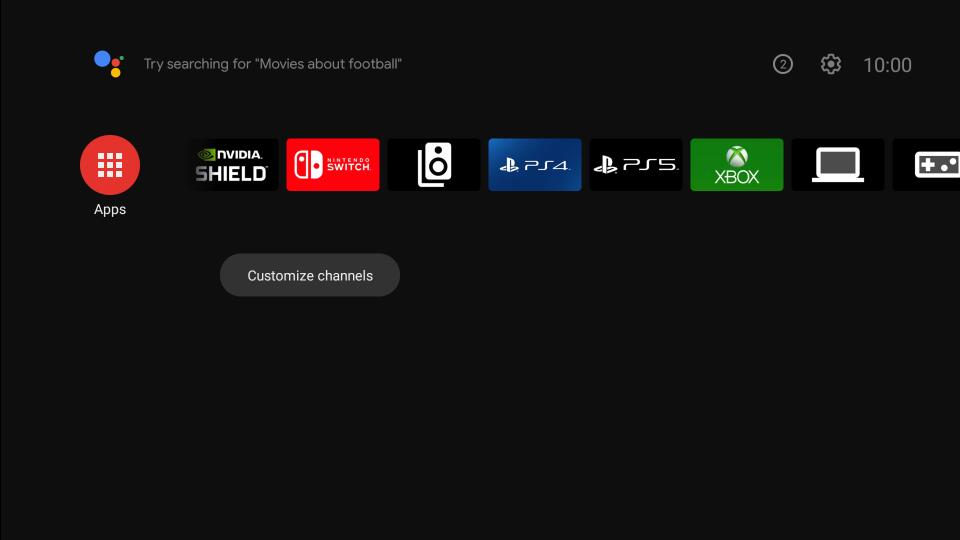 Try searching for "Movies about football"
2
10:00
NVIDIA.
SHIELD
NINTENDO
SWITCH.
PS4
PS5
XBOX
Apps
Customize channels